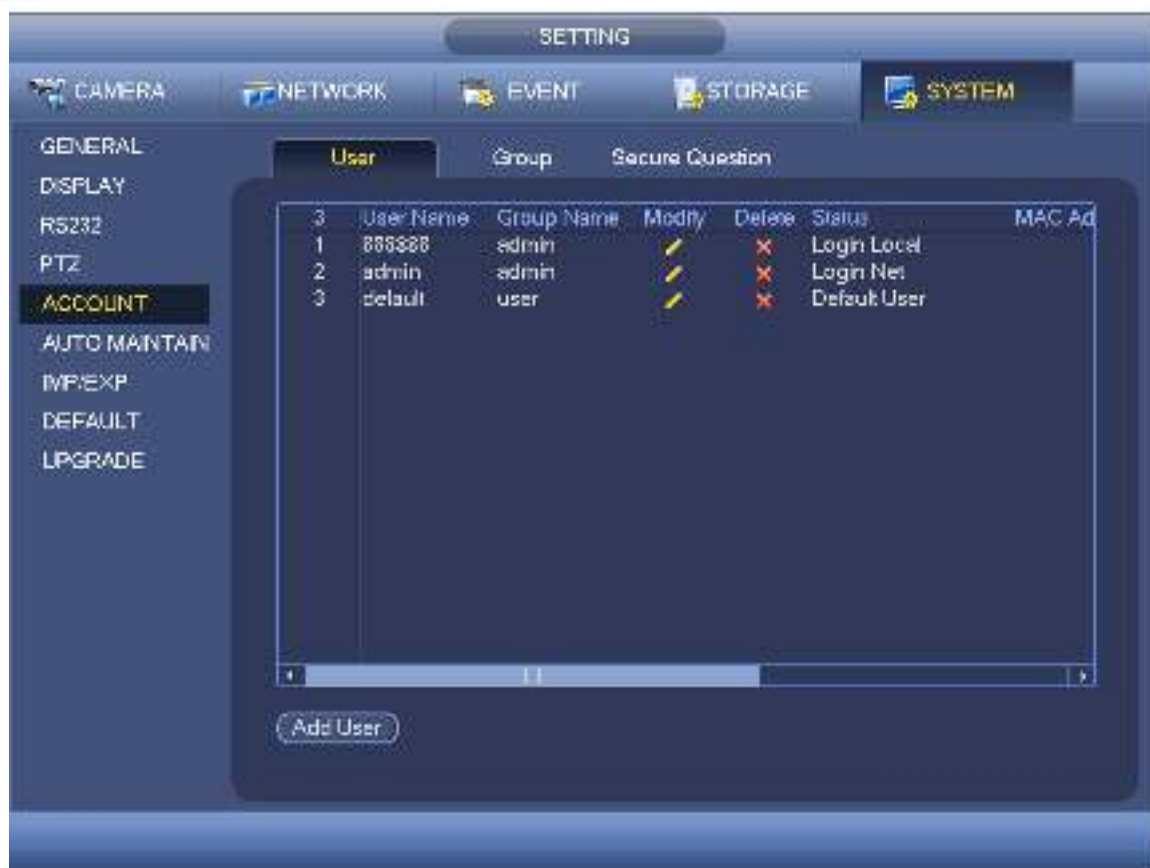 SETTING
CAMERA NETWORK EVENT STORAGE SYSTEM
GENERAL
DISPLAY
RS232
PTZ
ACCOUNT
AUTO MAINTAIN
IMP/EXP
DEFAULT
UPGRADE
User Group Secure Question
3 User Name Group Name Modify Delete Status MAC Ad
1 888888 admin Login Local
2 admin admin Login Net
3 default user Default User
Add User